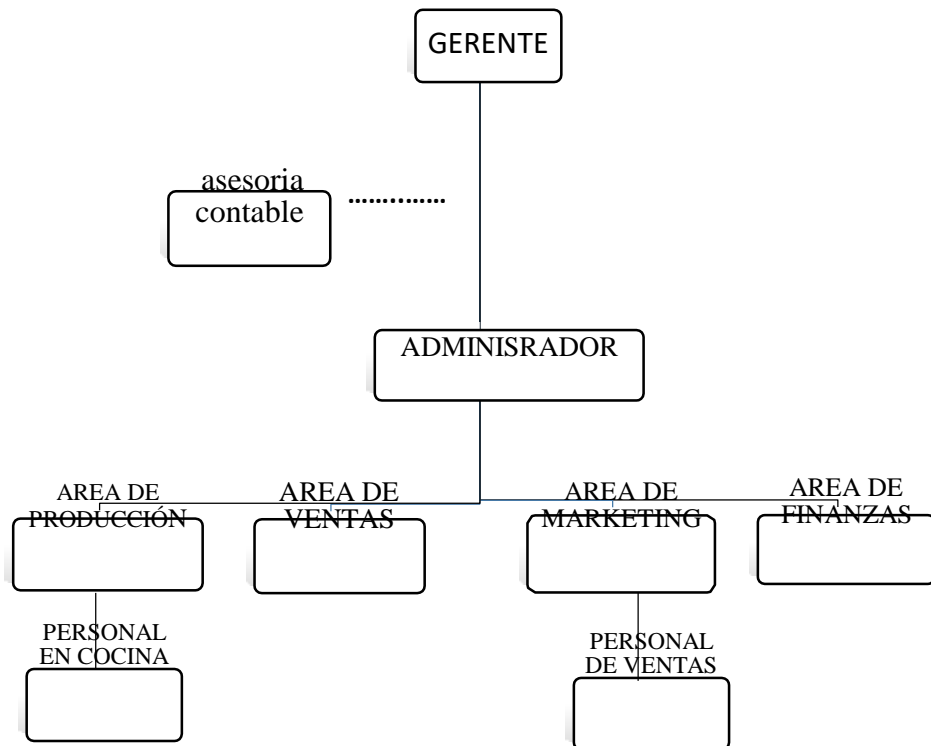 GERENTE
asesoria
contable
ADMINISRADOR
AREA DE
PRODUCCIÓN
AREA DE
VENTAS
AREA DE
MARKETING
AREA DE
FINANZAS
PERSONAL
EN COCINA
PERSONAL
DE VENTAS